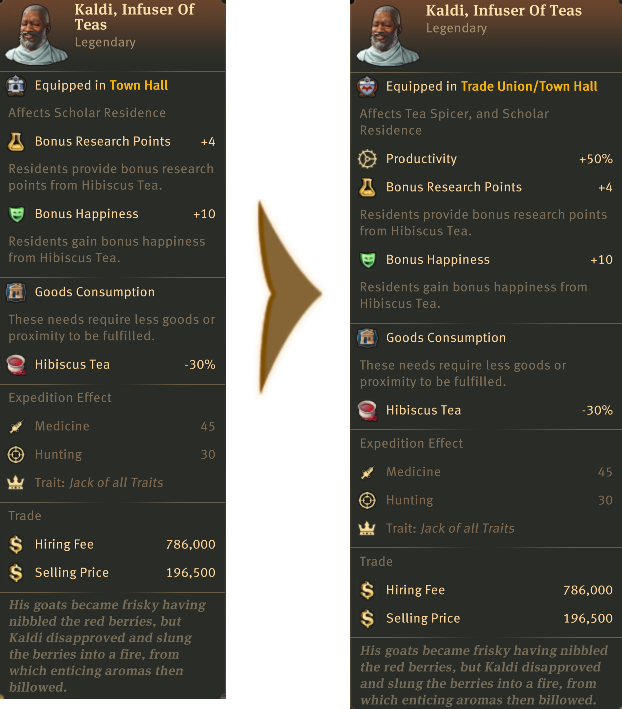 Kaldi, Infuser Of
Teas
Legendary
Equipped in Town Hall
Affects Scholar Residence
Bonus Research Points +4
Residents provide bonus research
points from Hibiscus Tea.
Bonus Happiness +10
Residents gain bonus happiness
from Hibiscus Tea.
Goods Consumption
These needs require less goods or
proximity to be fulfilled.
Hibiscus Tea -30%
Expedition Effect
Medicine 45
Hunting 30
Trait: Jack of all Traits
Trade
Hiring Fee 786,000
Selling Price 196,500
His goats became frisky having
nibbled the red berries, but
Kaldi disapproved and slung
the berries into a fire, from
which enticing aromas then
billowed.
Kaldi, Infuser Of Teas
Legendary
Equipped in Trade Union/Town Hall
Affects Tea Spicer, and Scholar
Residence
Productivity +50%
Bonus Research Points +4
Residents provide bonus research points
from Hibiscus Tea.
Bonus Happiness +10
Residents gain bonus happiness from
Hibiscus Tea.
Goods Consumption
These needs require less goods or
proximity to be fulfilled.
Hibiscus Tea -30%
Expedition Effect
Medicine 45
Hunting 30
Trait: Jack of all Traits
Trade
Hiring Fee 786,000
Selling Price 196,500
His goats became frisky having nibbled
the red berries, but Kaldi disapproved
and slung the berries into a fire, from
which enticing aromas then billowed.